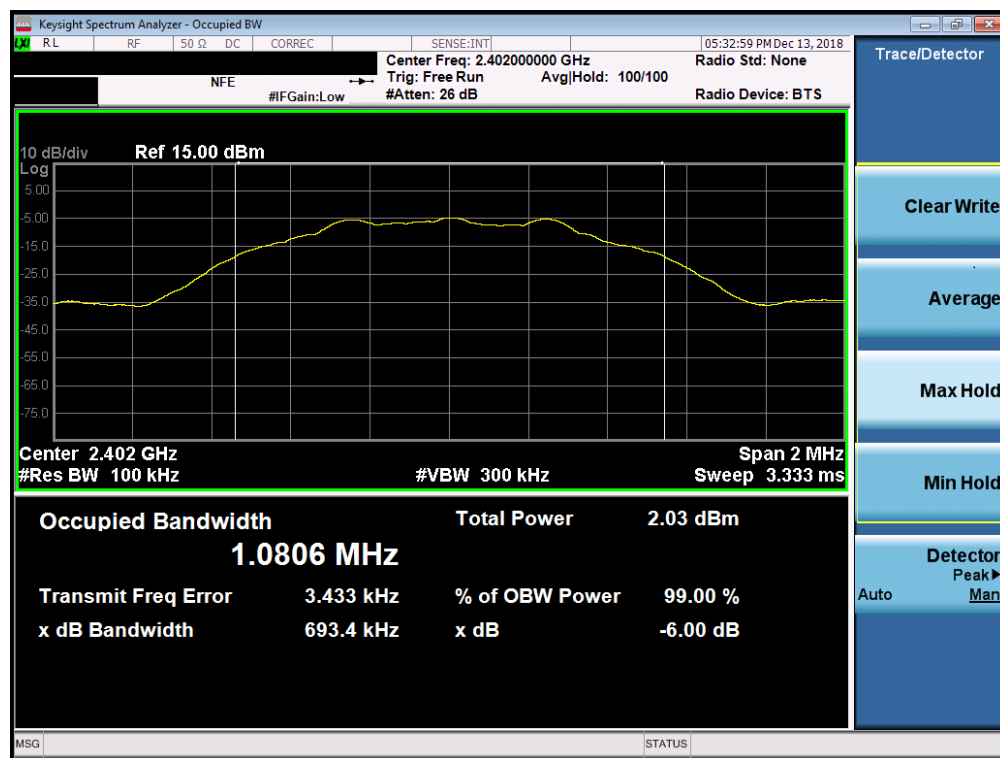 Keysight Spectrum Analyzer - Occupied BW
LXI RL RF 50 Ω DC CORREC SENSE:INT 05:32:59 PM Dec 13, 2018
Center Freq: 2.402000000 GHz Radio Std: None
NFE Trig: Free Run Avg|Hold: 100/100
#IFGain:Low #Atten: 26 dB Radio Device: BTS
Trace/Detector
10 dB/div Ref 15.00 dBm
Log
5.00
-5.00
-15.0
-25.0
-35.0
-45.0
-55.0
-65.0
-75.0
Center 2.402 GHz Span 2 MHz
#Res BW 100 kHz #VBW 300 kHz Sweep 3.333 ms
Occupied Bandwidth Total Power 2.03 dBm
1.0806 MHz
Transmit Freq Error 3.433 kHz % of OBW Power 99.00 %
x dB Bandwidth 693.4 kHz x dB -6.00 dB
Clear Write
Average
Max Hold
Min Hold
Detector
Peak▶
Auto Man
MSG STATUS